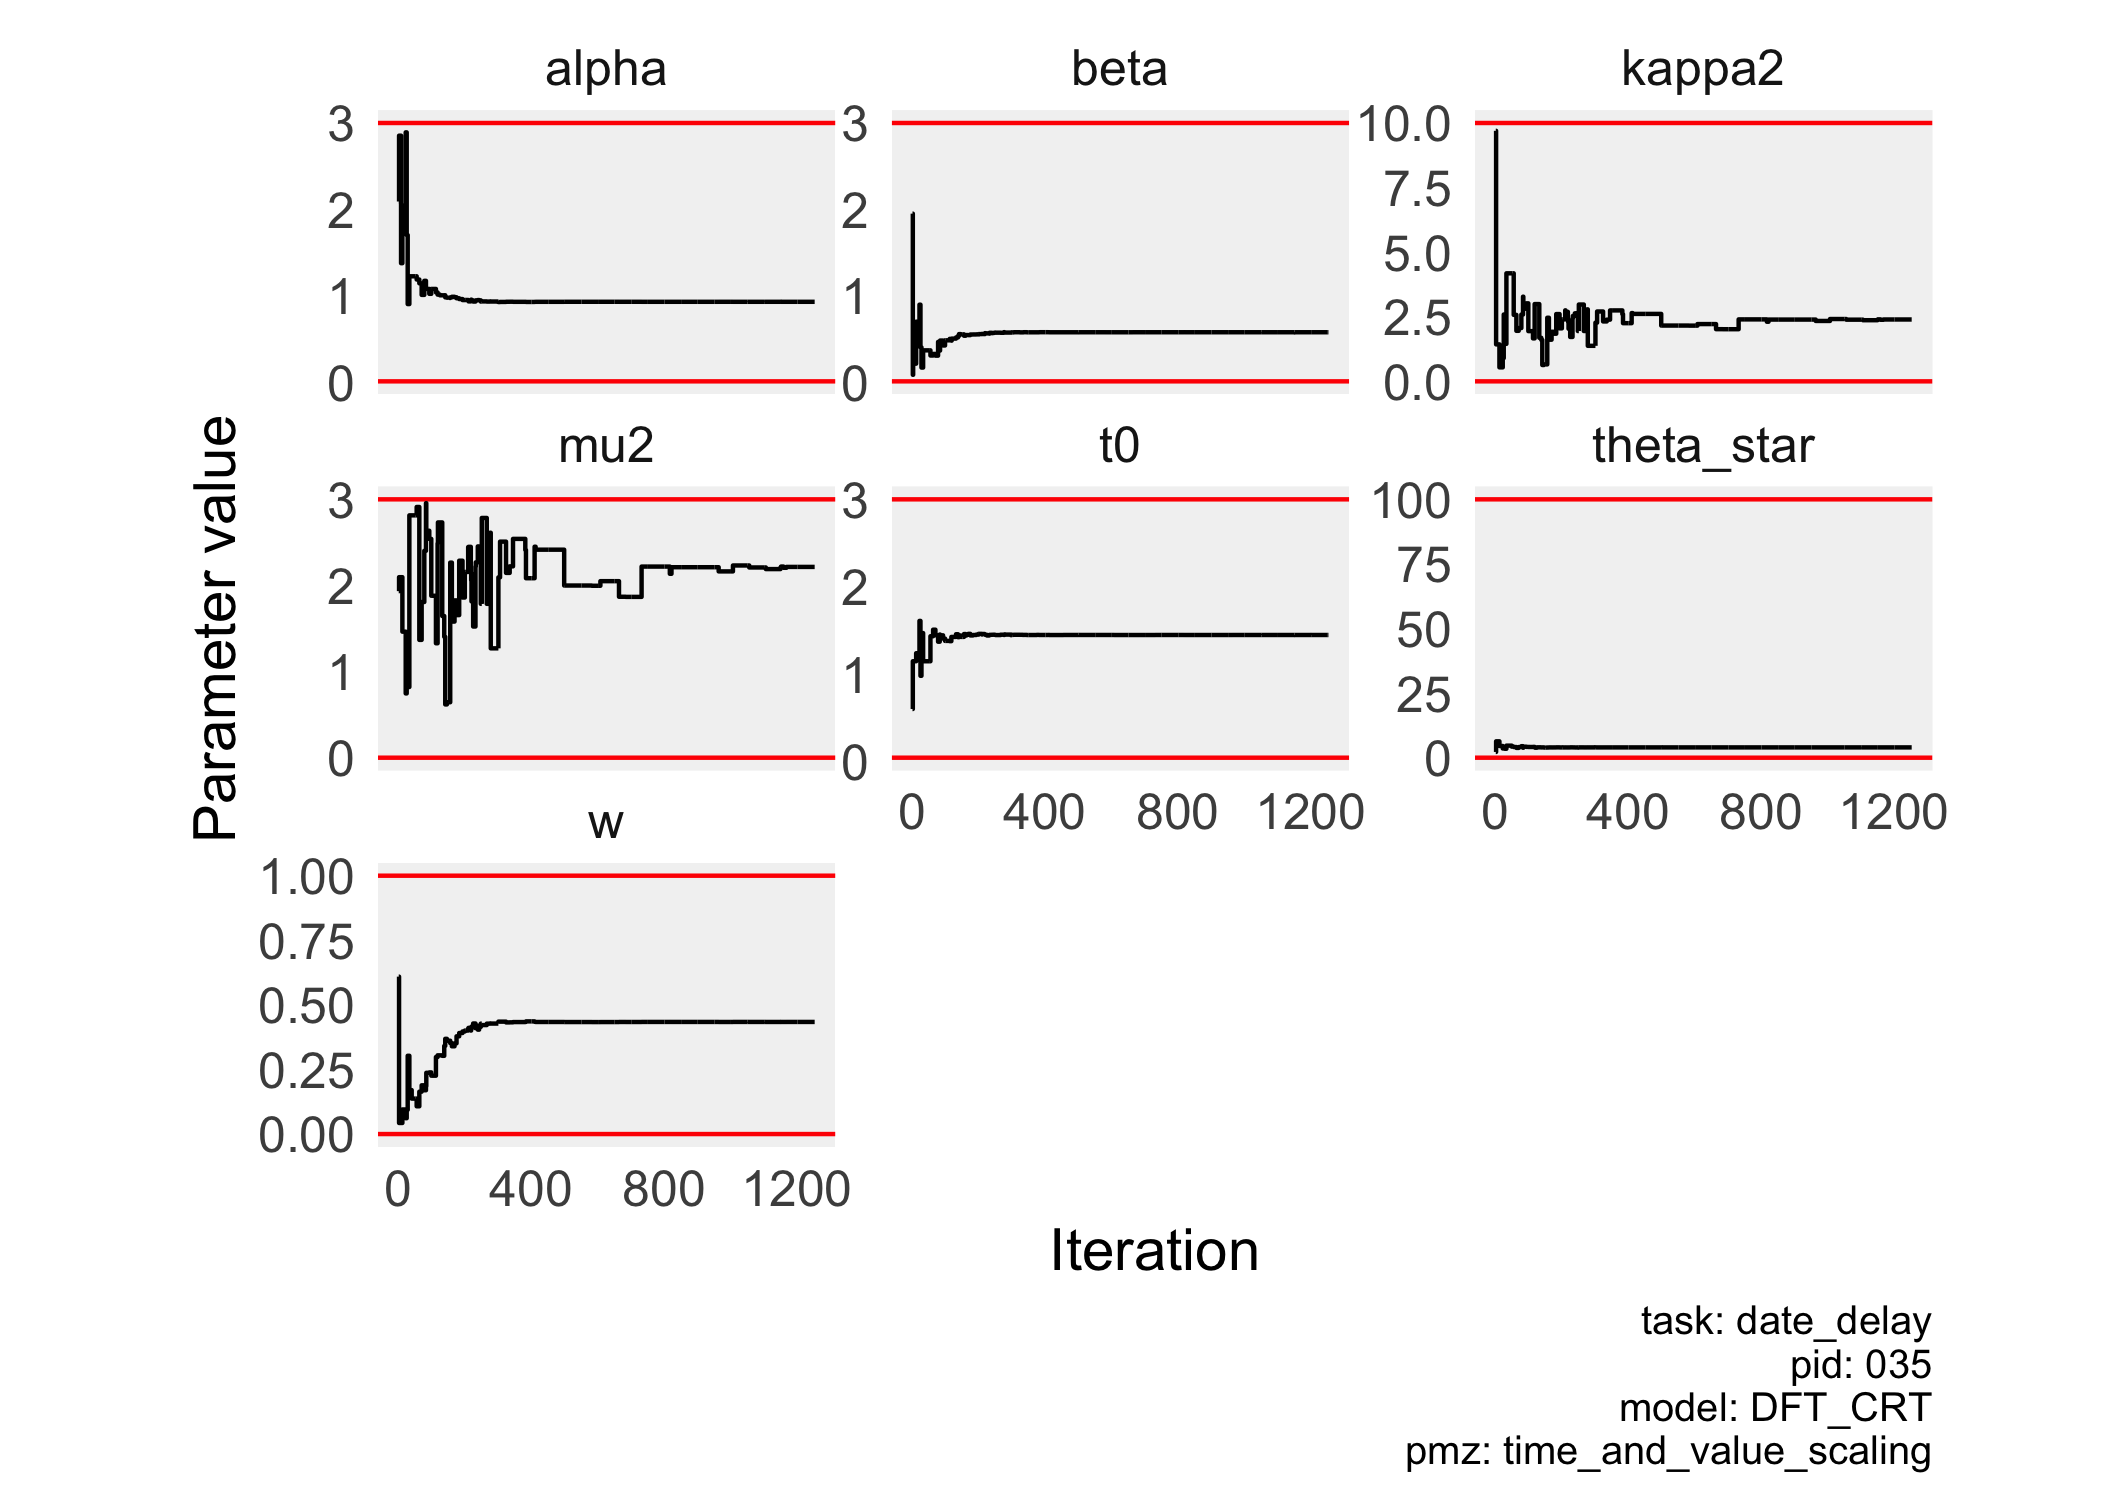 alpha beta kappa2
3 3 10.0
2 2 7.5
1 1 5.0
0 0 2.5
0.0
mu2 t0 theta_star
3 3 100
2 2 75
1 1 50
0 0 25
0
0 400 800 1200 0 400 800 1200
w
1.00
0.75
0.50
0.25
0.00
0 400 800 1200
Parameter value
Iteration
task: date_delay
pid: 035
model: DFT_CRT
pmz: time_and_value_scaling